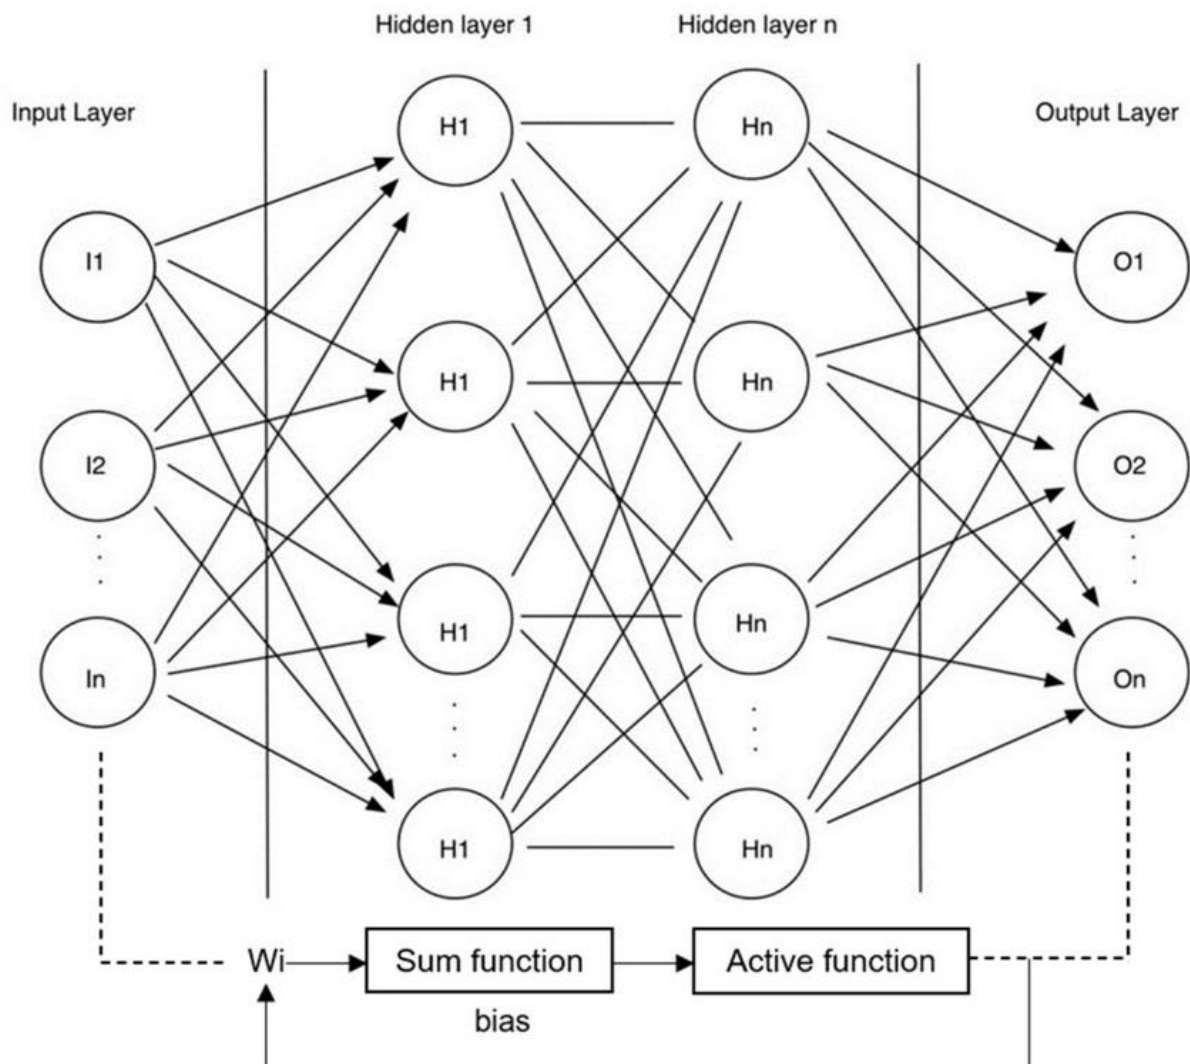 Hidden layer 1
Hidden layer n
Input Layer
Output Layer
H1
Hn
I1
O1
H1
Hn
I2
O2
H1
Hn
In
On
H1
Hn
Wi
Sum function
Active function
bias